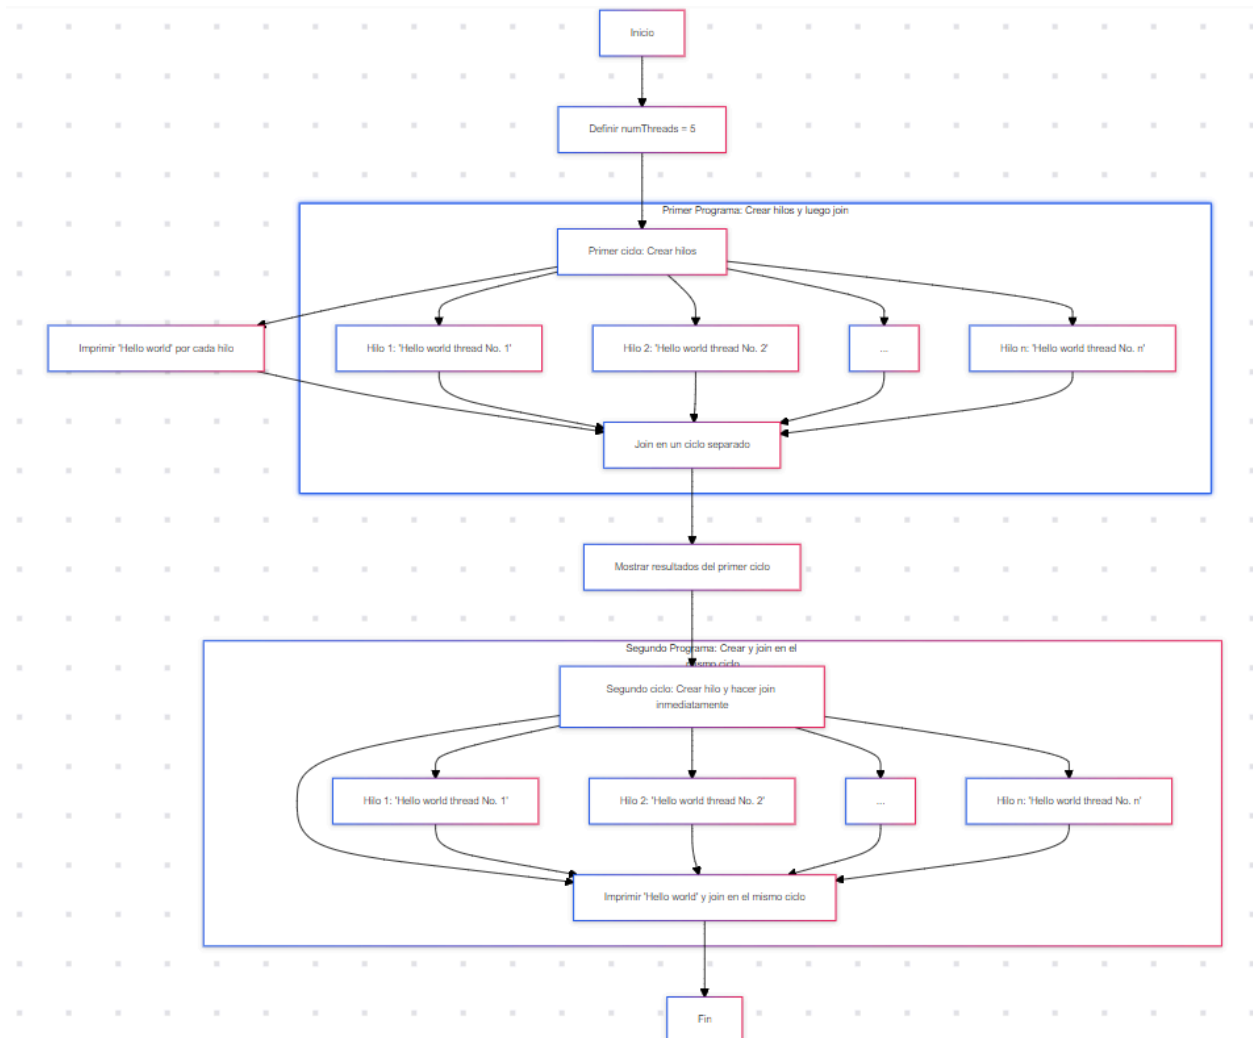 Inicio
Definir numThreads = 5
Primer Programa: Crear hilos y luego join
Primer ciclo: Crear hilos
Imprimir 'Hello world' por cada hilo
Hilo 1: 'Hello world thread No. 1'
Hilo 2: 'Hello world thread No. 2'
...
Hilo n: 'Hello world thread No. n'
Join en un ciclo separado
Mostrar resultados del primer ciclo
Segundo Programa: Crear y join en el
mismo ciclo
Segundo ciclo: Crear hilo y hacer join
inmediatamente
Hilo 1: 'Hello world thread No. 1'
Hilo 2: 'Hello world thread No. 2'
...
Hilo n: 'Hello world thread No. n'
Imprimir 'Hello world' y join en el mismo ciclo
Fin